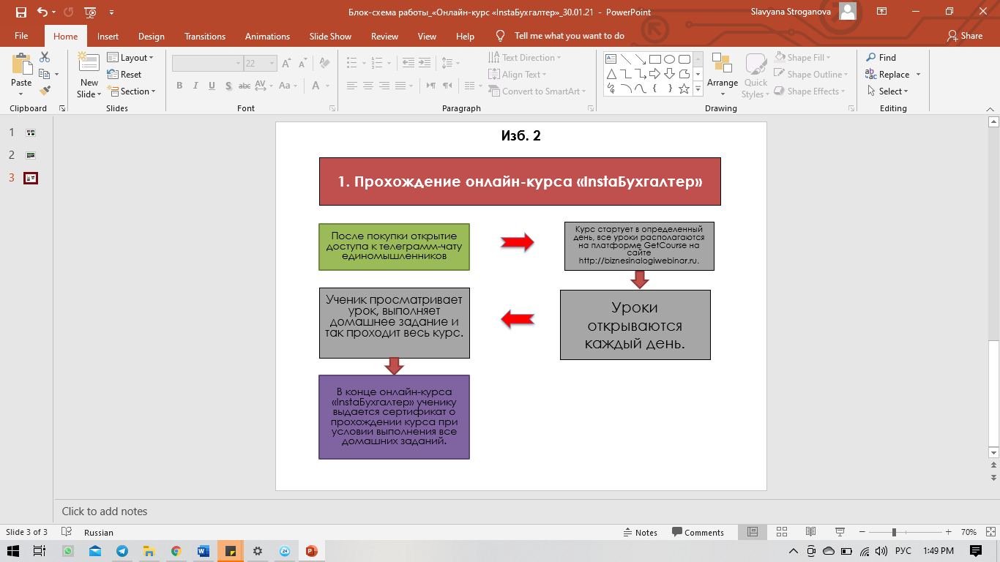 Блок-схема работы_«Онлайн-курс «InstaБухгалтер»_30.01.21 - PowerPoint
Slavyana Stroganova
File Home Insert Design Transitions Animations Slide Show Review View Help Tell me what you want to do Share
Paste
Clipboard
New Slide
Layout
Reset
Section
Slides
22
B I U S abc AV Aa A
Font
Text Direction
Align Text
Convert to SmartArt
Paragraph
Arrange
Quick Styles
Shape Fill
Shape Outline
Shape Effects
Drawing
Find
Replace
Select
Editing
1
2
3
Изб. 2
1. Прохождение онлайн-курса «InstaБухгалтер»
После покупки открытие
доступа к телеграмм-чату
единомышленников
Курс стартует в определенный
день, все уроки располагаются
на платформе GetCourse на
сайте
http://biznesinalogiwebinar.ru.
Ученик просматривает
урок, выполняет
домашнее задание и
так проходит весь курс.
Уроки
открываются
каждый день.
В конце онлайн-курса
«InstaБухгалтер» ученику
выдается сертификат о
прохождении курса при
условии выполнения все
домашних заданий.
Click to add notes
Slide 3 of 3 Russian Notes Comments 70%
24
РУС 1:49 PM